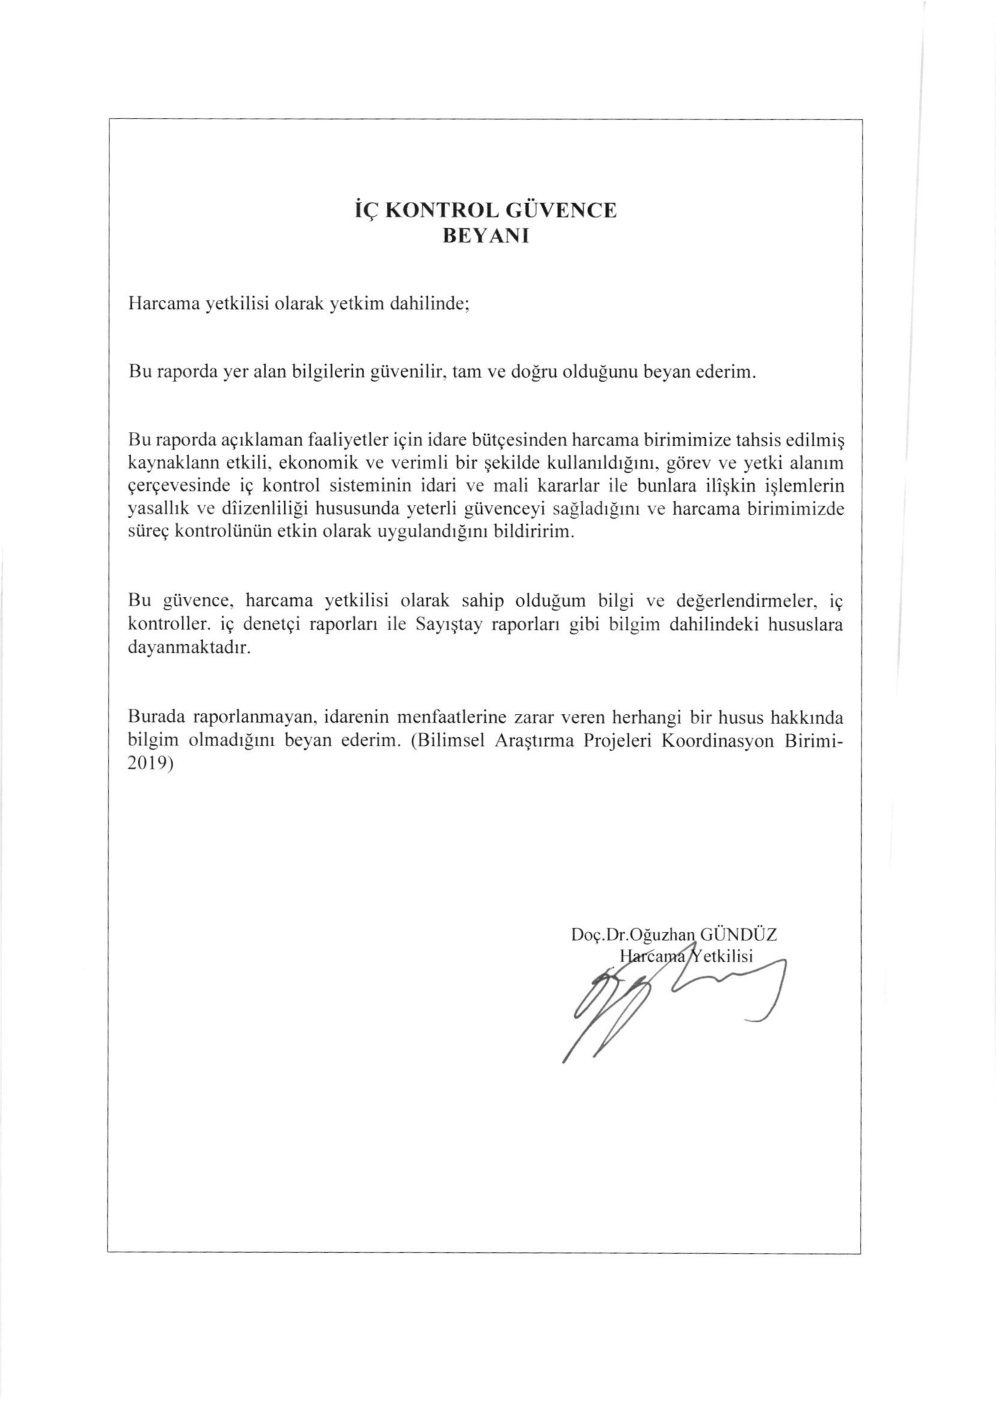 İÇ KONTROL GÜVENCE
BEYANI
Harcama yetkilisi olarak yetkim dahilinde;
Bu raporda yer alan bilgilerin güvenilir, tam ve doğru olduğunu beyan ederim.
Bu raporda açıklaman faaliyetler için idare bütçesinden harcama birimimize tahsis edilmiş
kaynaklann etkili, ekonomik ve verimli bir şekilde kullanıldığını, görev ve yetki alanım
çerçevesinde iç kontrol sisteminin idari ve mali kararlar ile bunlara ilîşkin işlemlerin
yasallık ve dîizenliliği hususunda yeterli güvenceyi sağladığını ve harcama birimimizde
süreç kontrolünün etkin olarak uygulandığını bildiririm.
Bu güvence, harcama yetkilisi olarak sahip olduğum bilgi ve değerlendirmeler, iç
kontroller. iç denetçi raporları ile Sayıştay raporları gibi bilgim dahilindeki hususlara
dayanmaktadır.
Burada raporlanmayan, idarenin menfaatlerine zarar veren herhangi bir husus hakkında
bilgim olmadığını beyan ederim. (Bilimsel Araştırma Projeleri Koordinasyon Birimi-
2019)
Doç.Dr.Oğuzhan GÜNDÜZ
Harcama Yetkilisi